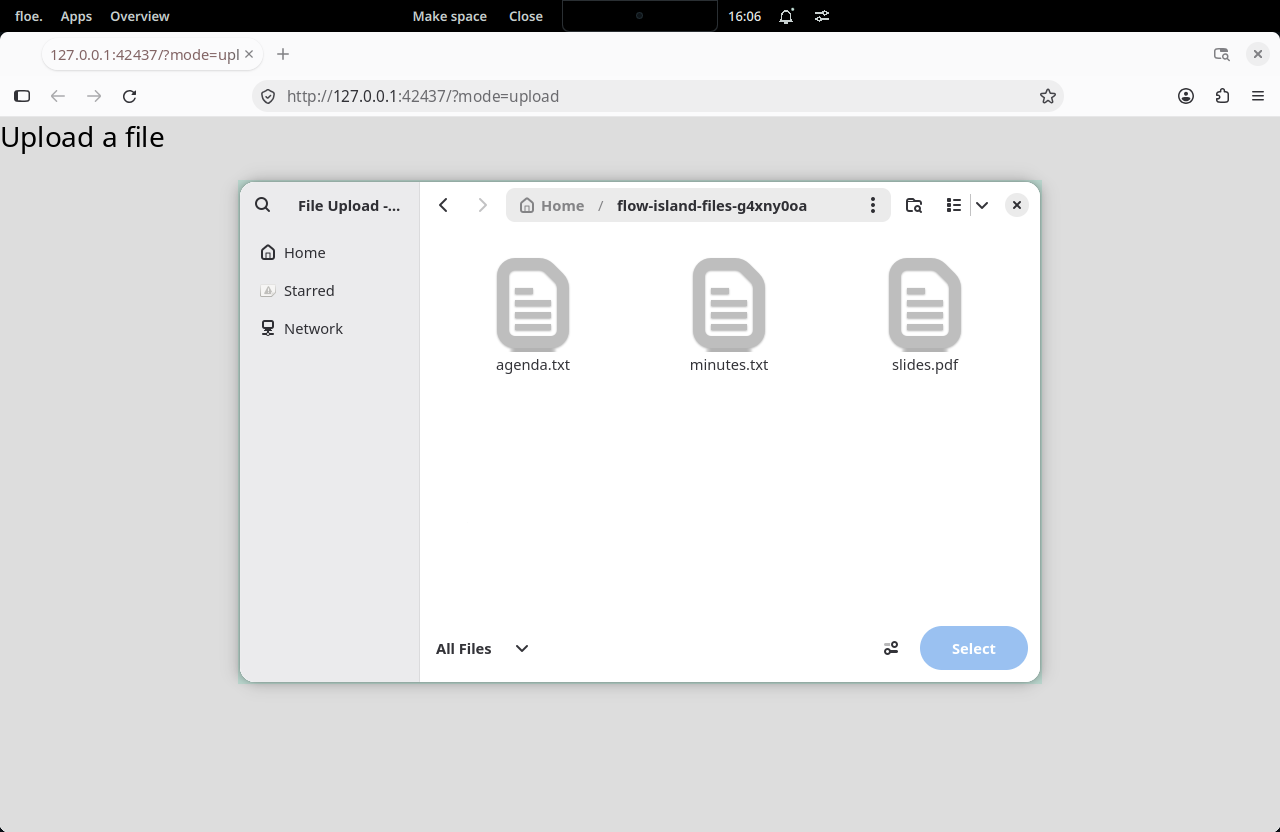 floe. Apps Overview Make space Close 16:06
127.0.0.1:42437/?mode=upl
http://127.0.0.1:42437/?mode=upload
Upload a file
File Upload -... Home / flow-island-files-g4xny0oa
Home
Starred
Network
agenda.txt minutes.txt slides.pdf
All Files Select